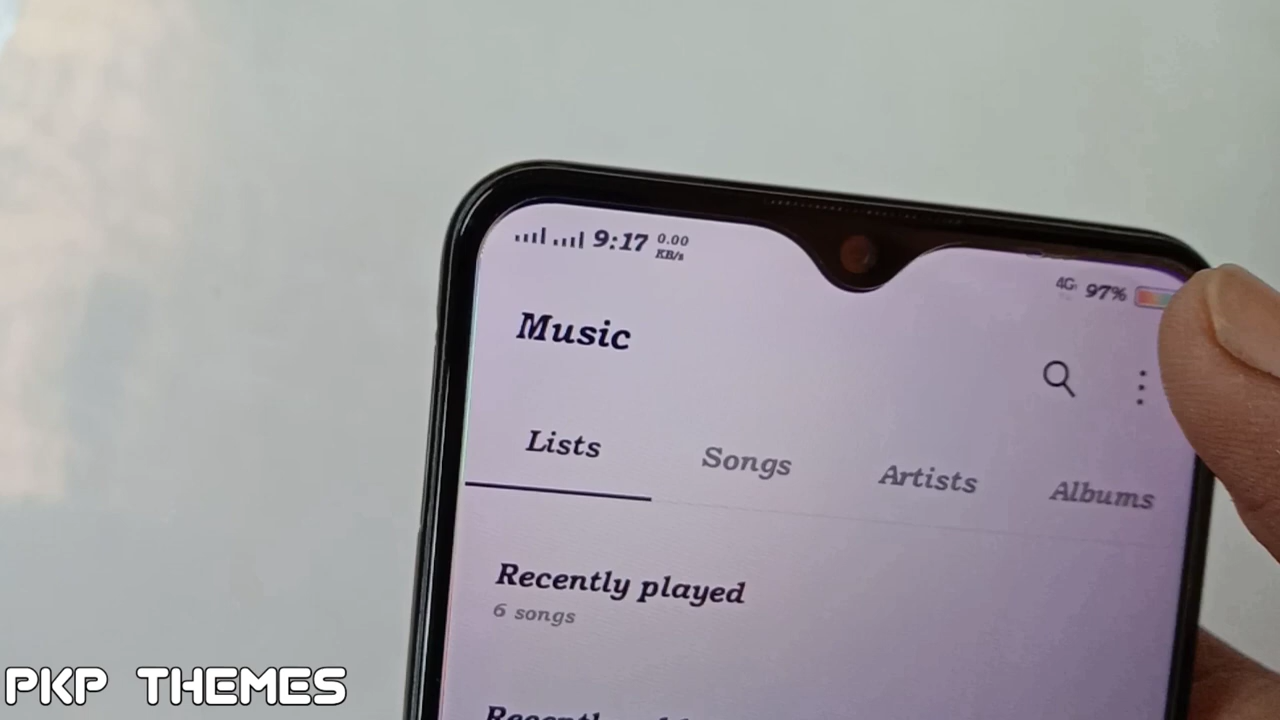 9:17 0.00 KB/s
4G 97%
Music
Lists Songs Artists Albums
Recently played
6 songs
PKP THEMES